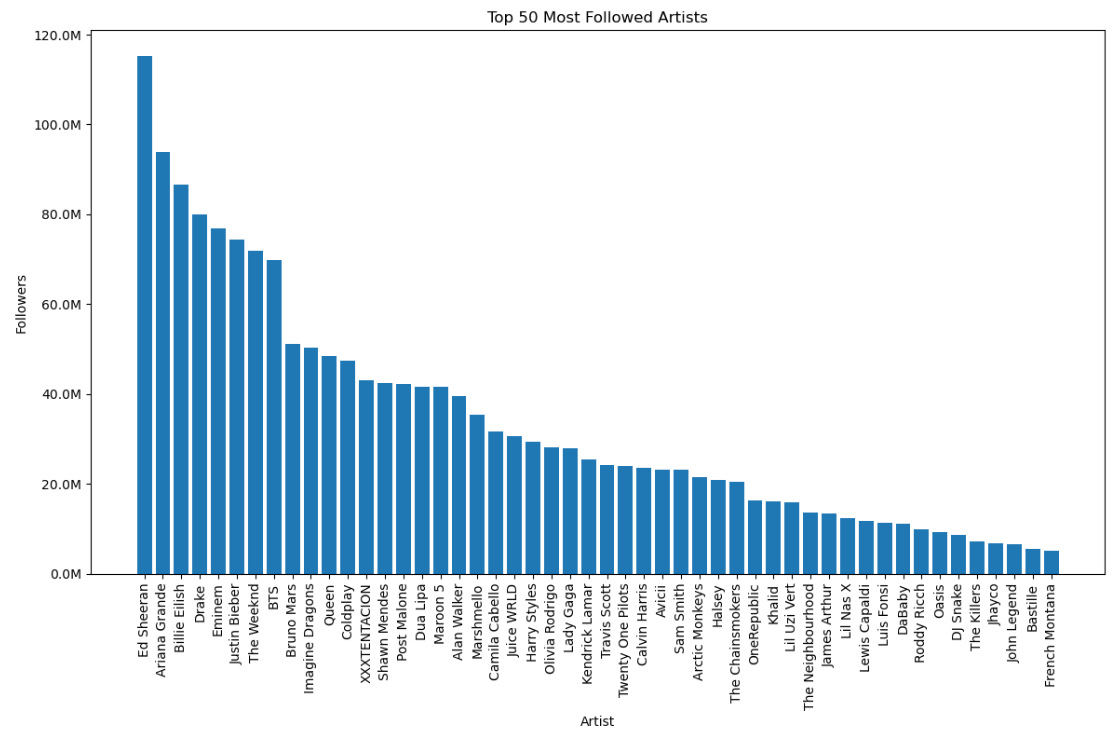 Top 50 Most Followed Artists
120.0M
100.0M
80.0M
60.0M
40.0M
20.0M
0.0M
Followers
Ed Sheeran
Ariana Grande
Billie Eilish
Drake
Eminem
Justin Bieber
The Weeknd
BTS
Bruno Mars
Imagine Dragons
Queen
Coldplay
XXXTENTACION
Shawn Mendes
Post Malone
Dua Lipa
Maroon 5
Alan Walker
Marshmello
Camila Cabello
Juice WRLD
Harry Styles
Olivia Rodrigo
Lady Gaga
Kendrick Lamar
Travis Scott
Twenty One Pilots
Calvin Harris
Avicii
Sam Smith
Arctic Monkeys
Halsey
The Chainsmokers
OneRepublic
Khalid
Lil Uzi Vert
The Neighbourhood
James Arthur
Lil Nas X
Lewis Capaldi
Luis Fonsi
DaBaby
Roddy Ricch
Oasis
DJ Snake
The Killers
Jhayco
John Legend
Bastille
French Montana
Artist